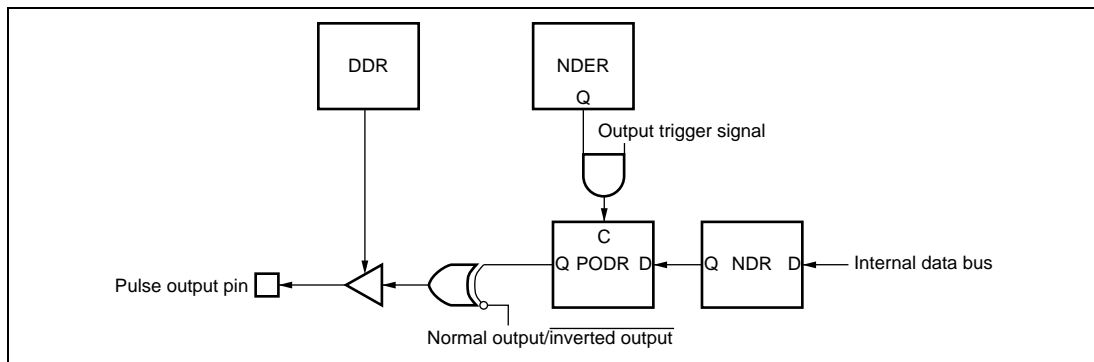 DDR
NDER
Q
Output trigger signal
C
Q PODR D
Q NDR D
Internal data bus
Pulse output pin
Normal output/inverted output